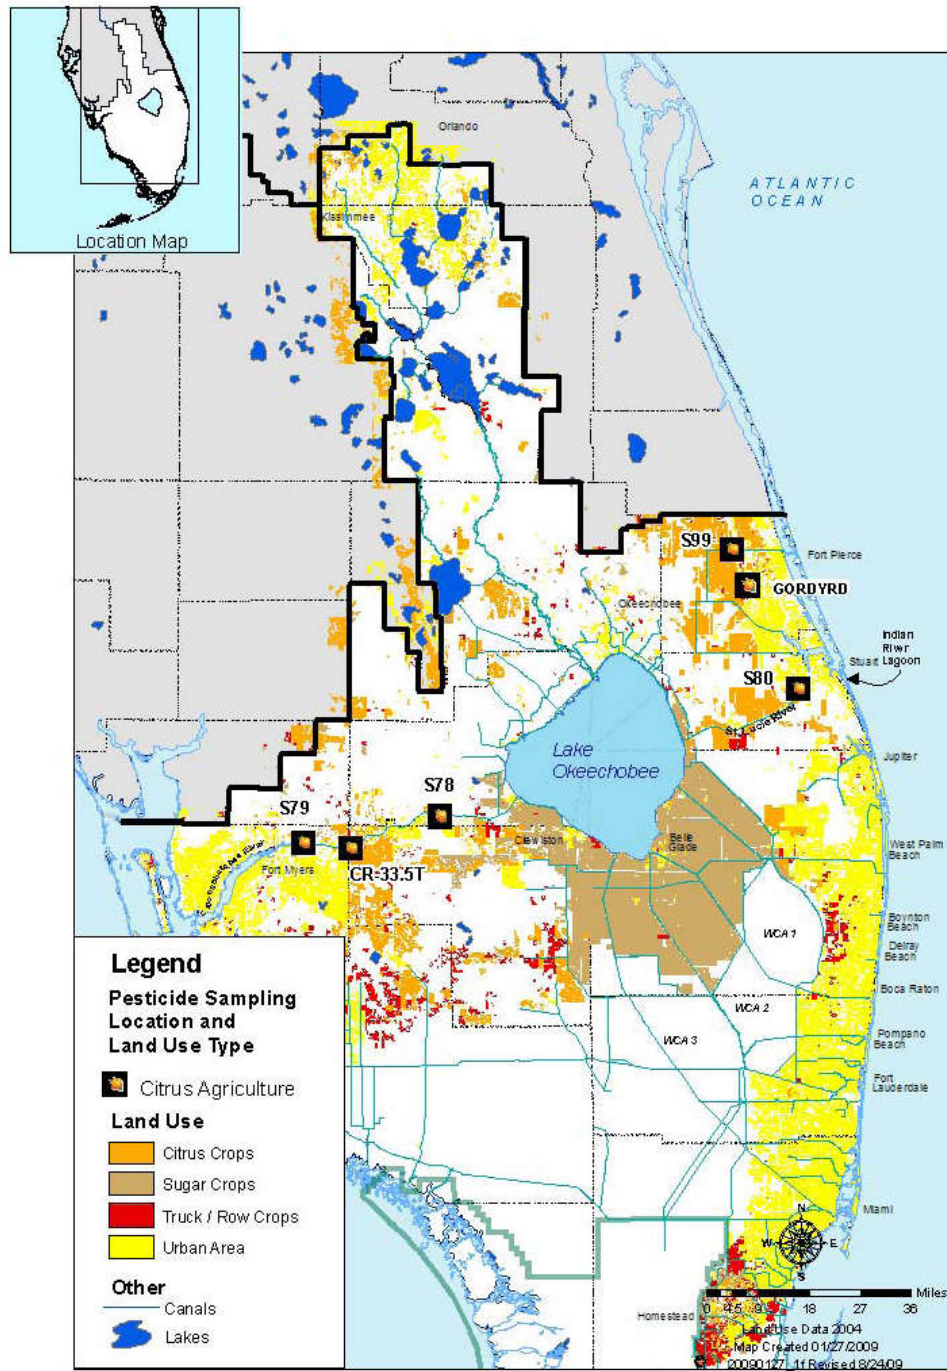 Location Map
Orlando
ATLANTIC
OCEAN
Kissimmee
S99
Fort Pierce
GORDYRD
Okeechobee
Indian
River
Lagoon
Stuart
S80
St. Lucie River
Lake
Okeechobee
Jupiter
S78
S79
Clewiston
Belle
Glade
West Palm
Beach
Caloosahatchee River
Fort Myers
CR-33.5T
WCA 1
Boynton
Beach
Delray
Beach
Boca Raton
WCA 2
WCA 3
Pompano
Beach
Fort
Lauderdale
Miami
N
W
E
S
Homestead
0 4.5 9 18 27 36
Miles
Land Use Data 2004
Map Created 01/27/2009
20090127_1f Revised 8/24/09
Legend
Pesticide Sampling
Location and
Land Use Type
Citrus Agriculture
Land Use
Citrus Crops
Sugar Crops
Truck / Row Crops
Urban Area
Other
Canals
Lakes